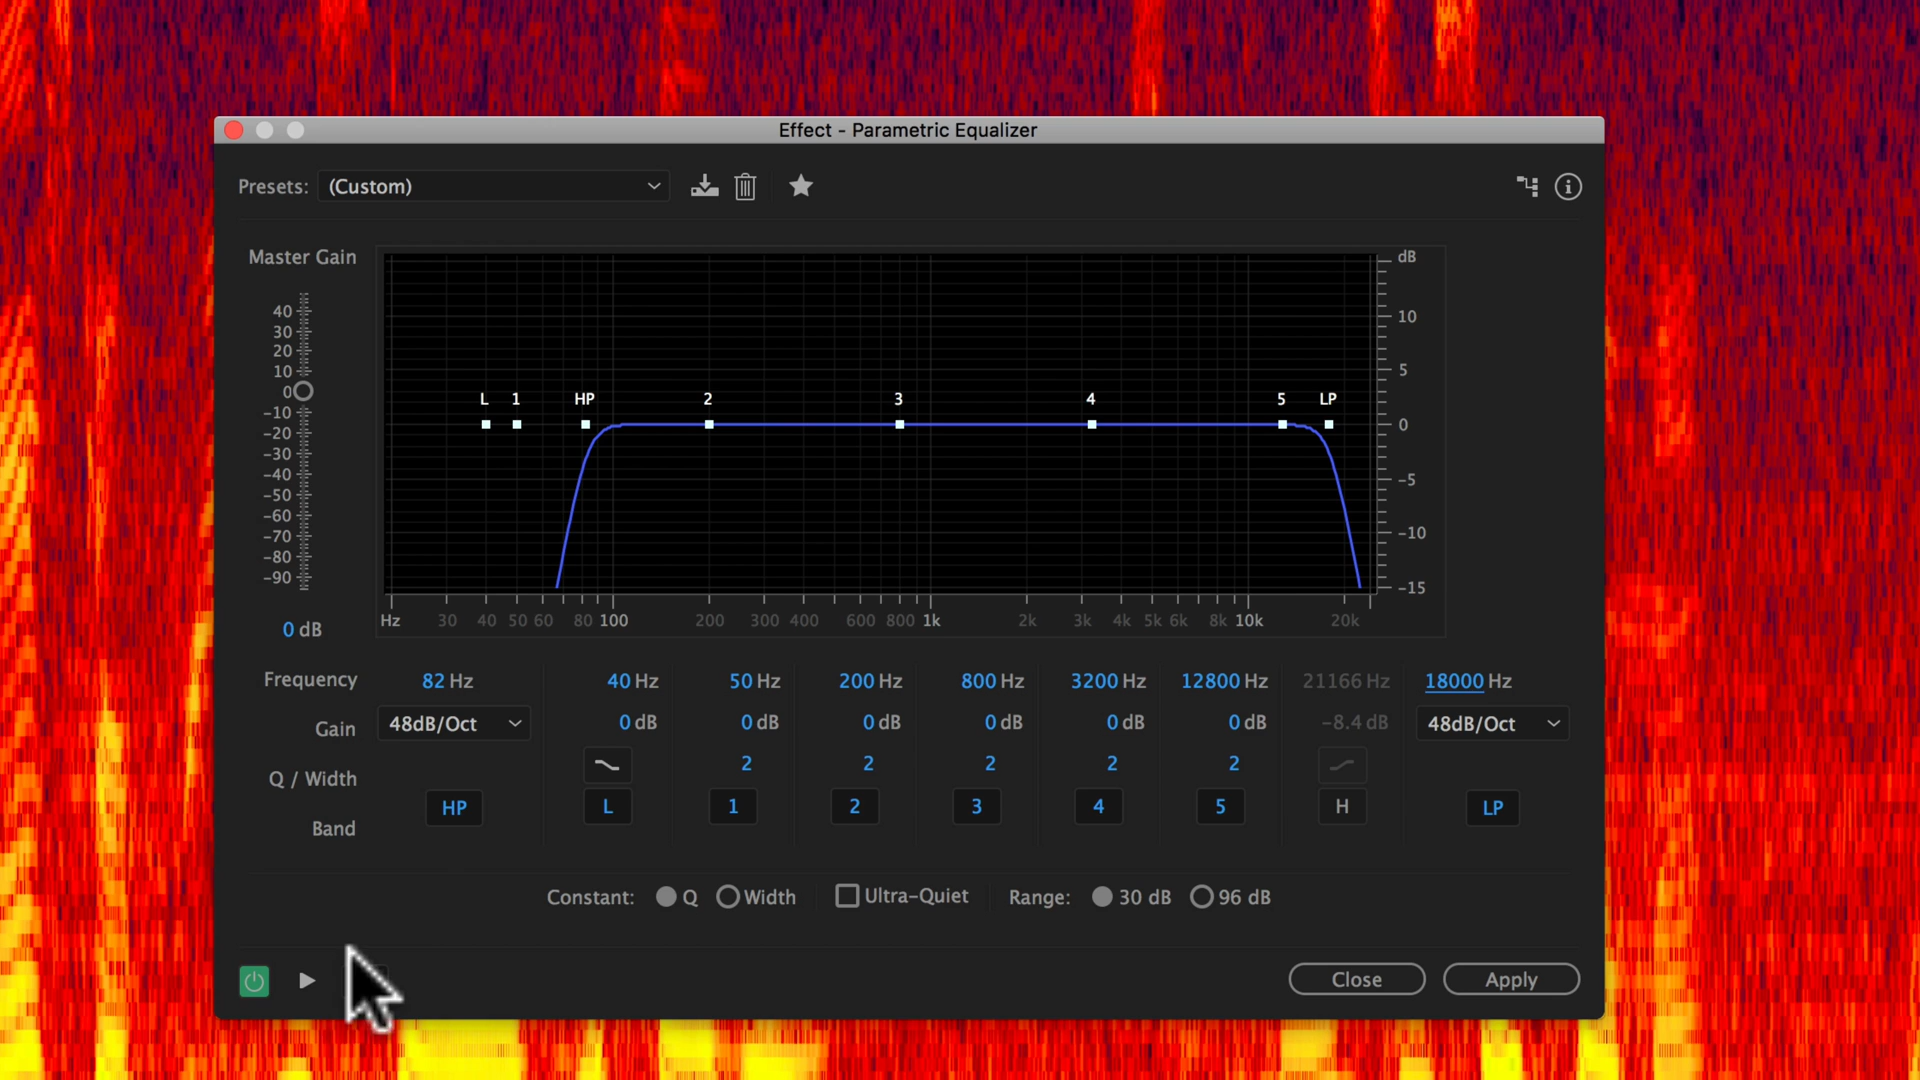 Effect - Parametric Equalizer
Presets: (Custom)
Master Gain
40
30
20
10
0
-10
-20
-30
-40
-50
-60
-70
-80
-90
0 dB
L 1 HP 2 3 4 5 LP
dB
10
5
0
-5
-10
-15
Hz 30 40 50 60 80 100 200 300 400 600 800 1k 2k 3k 4k 5k 6k 8k 10k 20k
Frequency 82 Hz 40 Hz 50 Hz 200 Hz 800 Hz 3200 Hz 12800 Hz 21166 Hz 18000 Hz
Gain 48dB/Oct 0 dB 0 dB 0 dB 0 dB 0 dB 0 dB -8.4 dB 48dB/Oct
Q / Width 2 2 2 2 2
Band HP L 1 2 3 4 5 H LP
Constant: Q Width Ultra-Quiet Range: 30 dB 96 dB
Close Apply